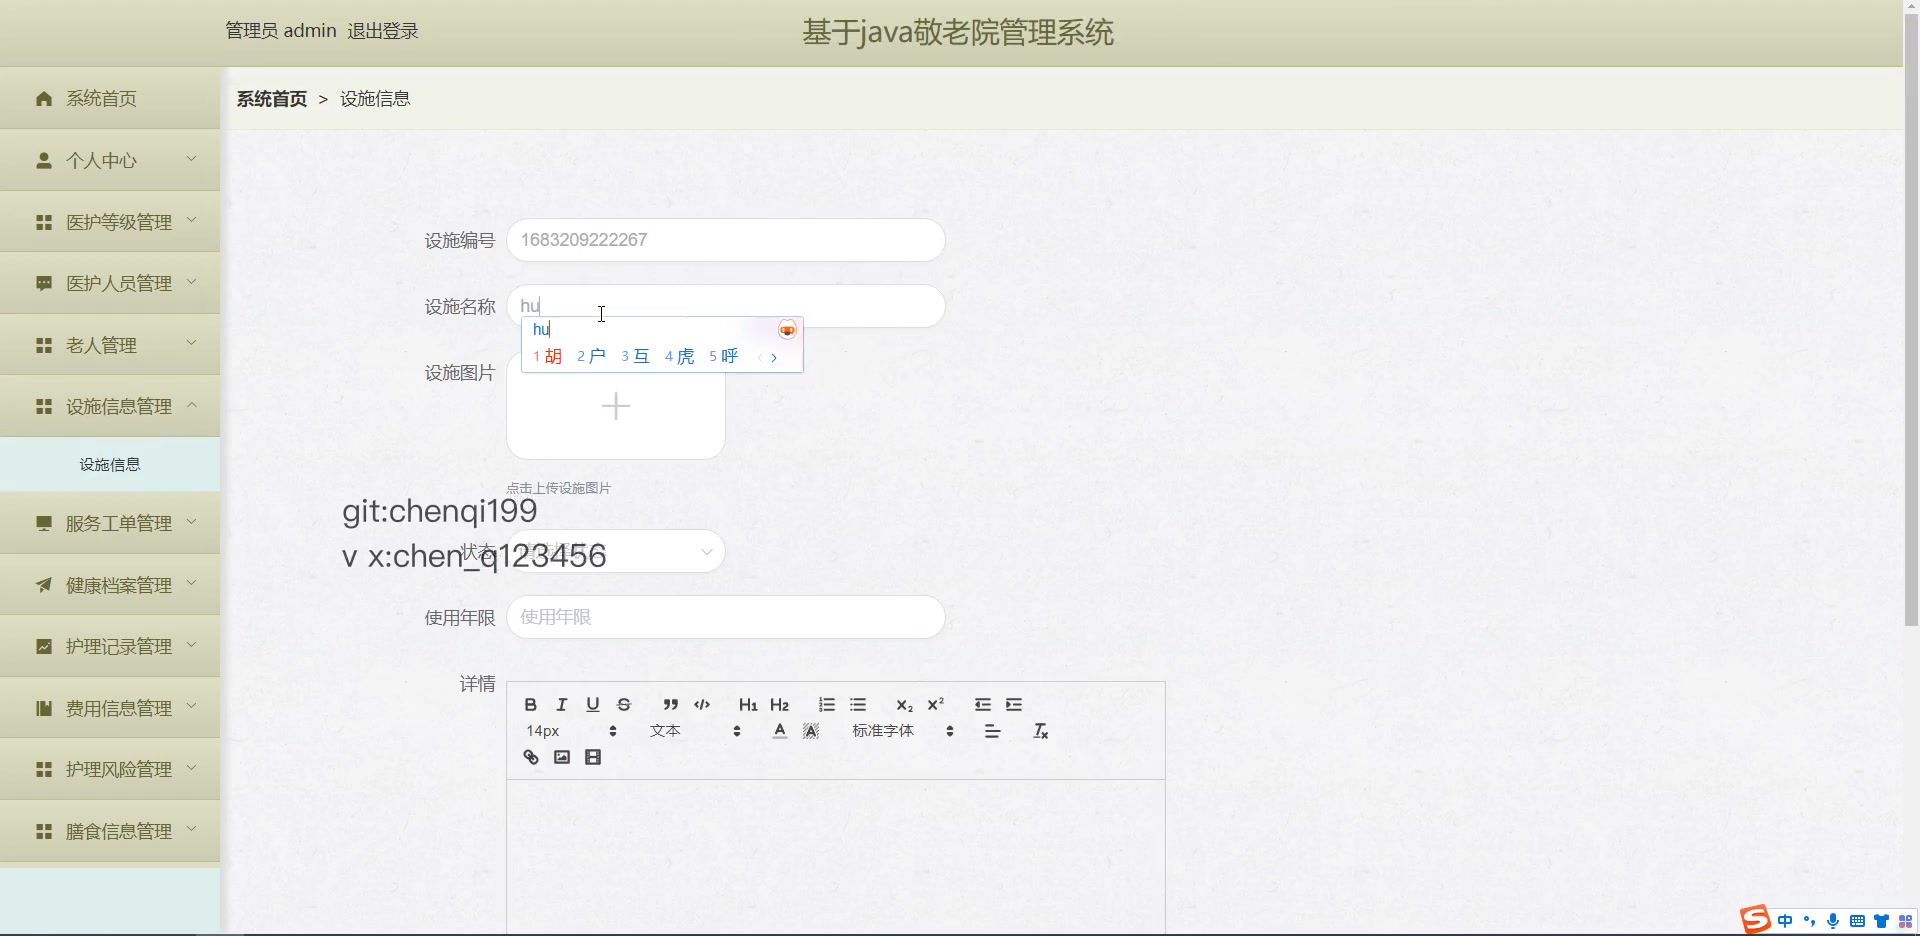 管理员 admin 退出登录
基于java敬老院管理系统
系统首页
个人中心
医护等级管理
医护人员管理
老人管理
设施信息管理
设施信息
服务工单管理
健康档案管理
护理记录管理
费用信息管理
护理风险管理
膳食信息管理
系统首页 > 设施信息
设施编号 1683209222267
设施名称 hu
hu
1胡 2户 3互 4虎 5呼
设施图片
点击上传设施图片
git:chenqi199
状态
v x:chen_q123456
使用年限 使用年限
详情
B I U S H1 H2 X2 X2
14px 文本 A A 标准字体 Tx
中